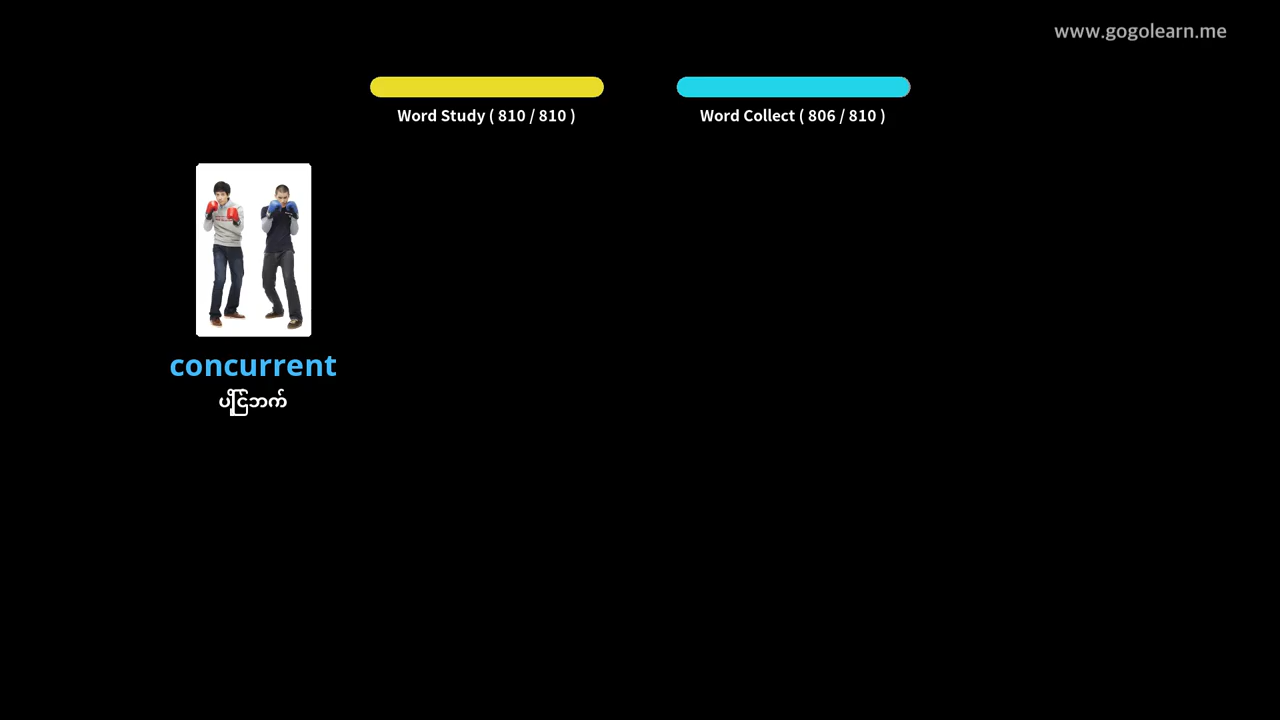 www.gogolearn.me
Word Study ( 810 / 810 )
Word Collect ( 806 / 810 )
concurrent
ပြိုင်ဘက်